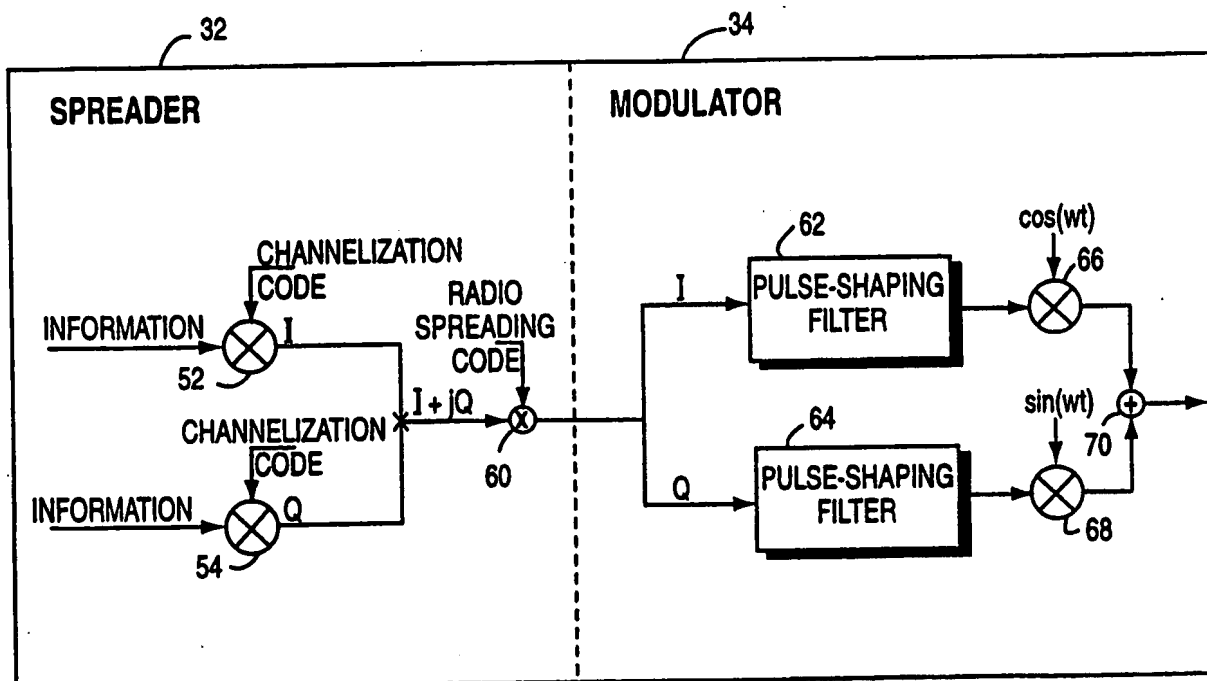 32
34
SPREADER
MODULATOR
CHANNELIZATION
CODE
INFORMATION
I
52
RADIO
SPREADING
CODE
I + jQ
60
CHANNELIZATION
CODE
INFORMATION
Q
54
I
62
PULSE-SHAPING
FILTER
cos(wt)
66
Q
64
PULSE-SHAPING
FILTER
sin(wt)
68
+
70